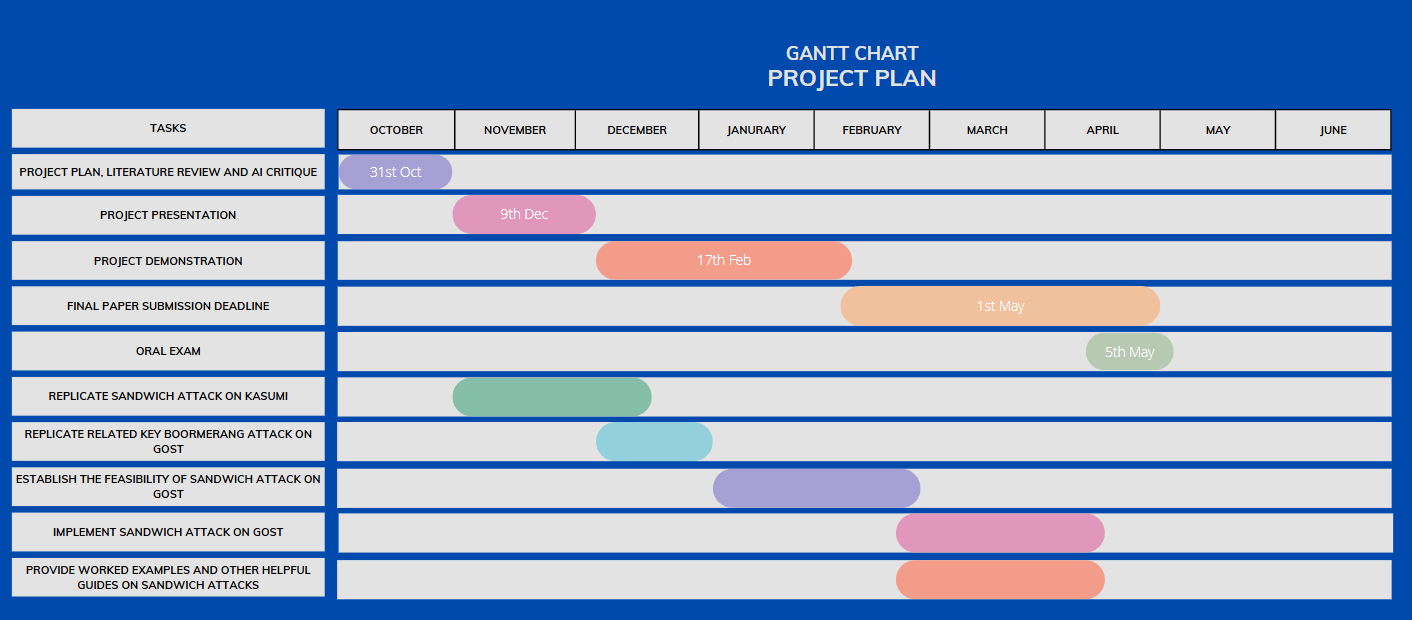 GANTT CHART
PROJECT PLAN
TASKS
OCTOBER
NOVEMBER
DECEMBER
JANURARY
FEBRUARY
MARCH
APRIL
MAY
JUNE
PROJECT PLAN, LITERATURE REVIEW AND AI CRITIQUE
31st Oct
PROJECT PRESENTATION
9th Dec
PROJECT DEMONSTRATION
17th Feb
FINAL PAPER SUBMISSION DEADLINE
1st May
ORAL EXAM
5th May
REPLICATE SANDWICH ATTACK ON KASUMI
REPLICATE RELATED KEY BOORMERANG ATTACK ON
GOST
ESTABLISH THE FEASIBILITY OF SANDWICH ATTACK ON
GOST
IMPLEMENT SANDWICH ATTACK ON GOST
PROVIDE WORKED EXAMPLES AND OTHER HELPFUL
GUIDES ON SANDWICH ATTACKS